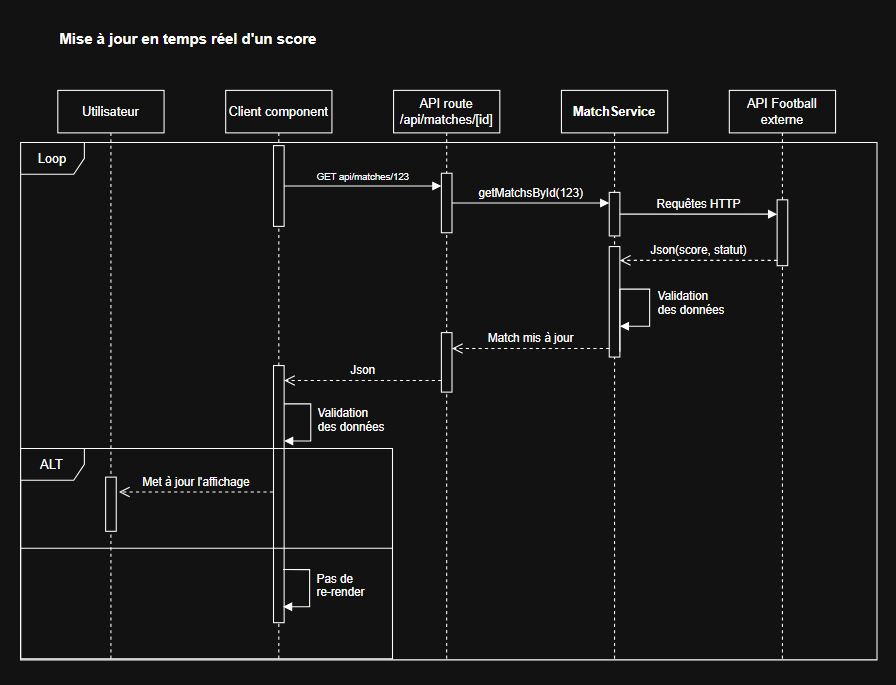 Mise à jour en temps réel d'un score
Utilisateur
Client component
API route
/api/matches/[id]
MatchService
API Football
externe
Loop
GET api/matches/123
getMatchsById(123)
Requêtes HTTP
Json(score, statut)
Validation
des données
Match mis à jour
Json
Validation
des données
ALT
Met à jour l'affichage
Pas de
re-render